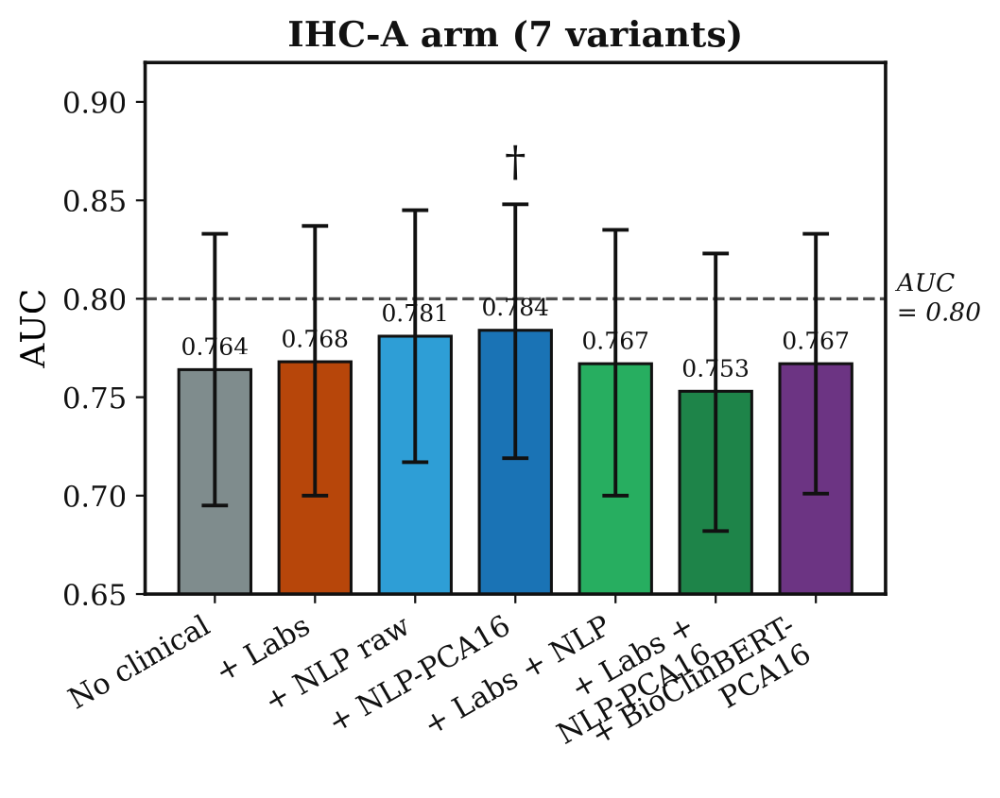 IHC-A arm (7 variants)
AUC
0.90
0.85
0.80
0.75
0.70
0.65
†
0.764
0.768
0.781
0.784
0.767
0.753
0.767
AUC
= 0.80
No clinical
+ Labs
+ NLP raw
+ NLP-PCA16
+ Labs + NLP
+ Labs +
NLP-PCA16
+ BioClinBERT-
PCA16